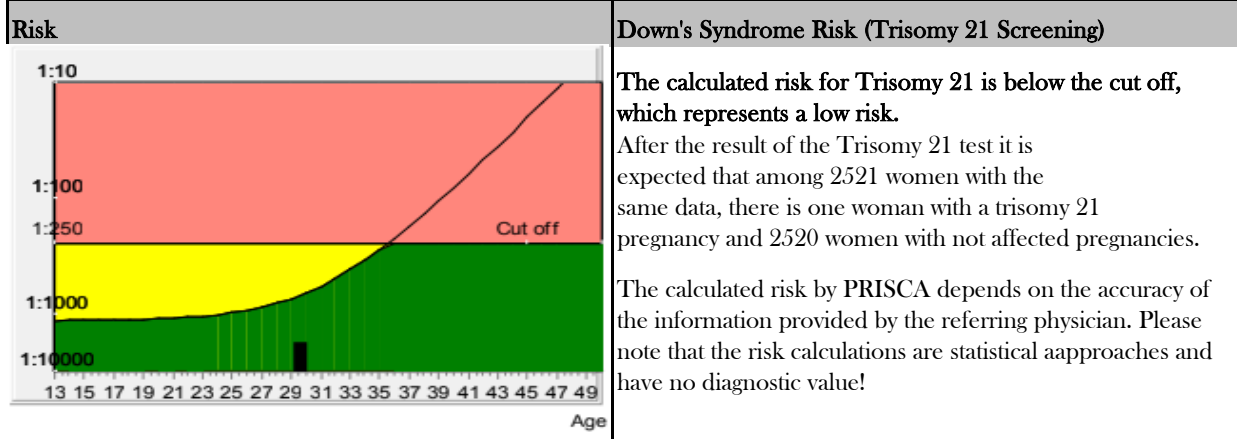 Risk
1:10
1:100
1:250
Cut off
1:1000
1:10000
13 15 17 19 21 23 25 27 29 31 33 35 37 39 41 43 45 47 49
Age
Down's Syndrome Risk (Trisomy 21 Screening)
The calculated risk for Trisomy 21 is below the cut off,
which represents a low risk.
After the result of the Trisomy 21 test it is
expected that among 2521 women with the
same data, there is one woman with a trisomy 21
pregnancy and 2520 women with not affected pregnancies.
The calculated risk by PRISCA depends on the accuracy of
the information provided by the referring physician. Please
note that the risk calculations are statistical aapproaches and
have no diagnostic value!